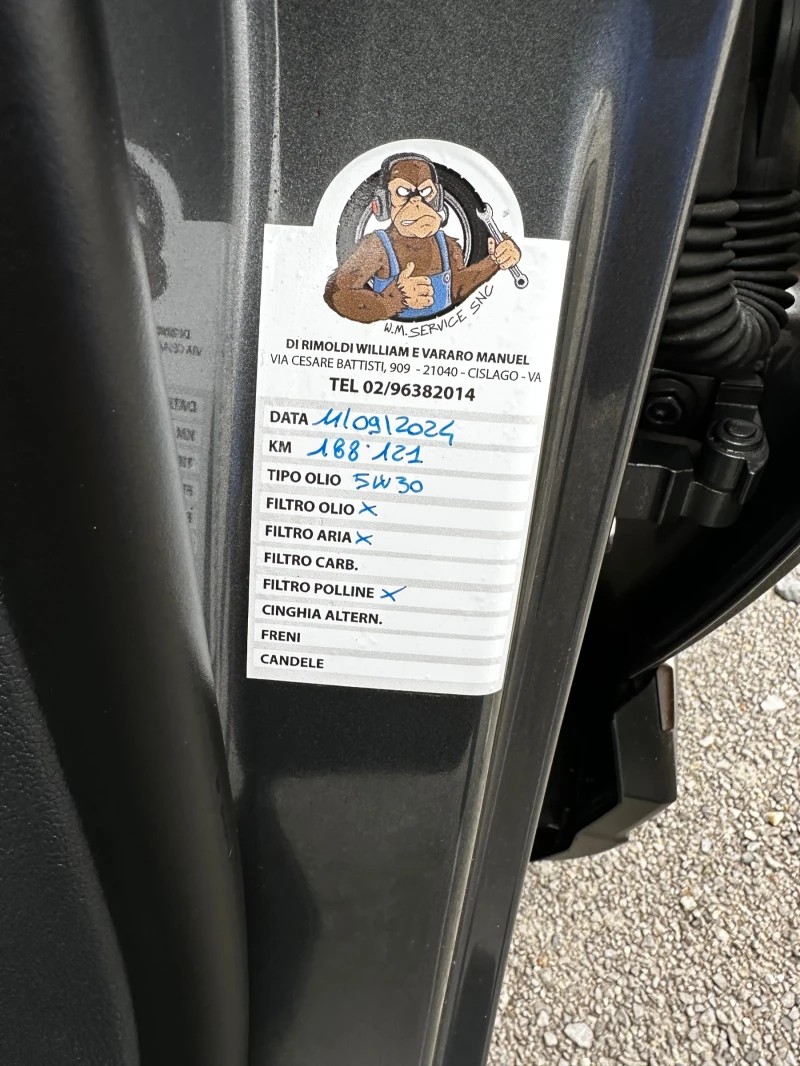 W.M. SERVICE SNC
DI RIMOLDI WILLIAM E VARARO MANUEL
VIA CESARE BATTISTI, 909 - 21040 - CISLAGO - VA
TEL 02/96382014
DATA 11/09/2024
KM 188.121
TIPO OLIO 5W30
FILTRO OLIO X
FILTRO ARIA X
FILTRO CARB.
FILTRO POLLINE X
CINGHIA ALTERN.
FRENI
CANDELE